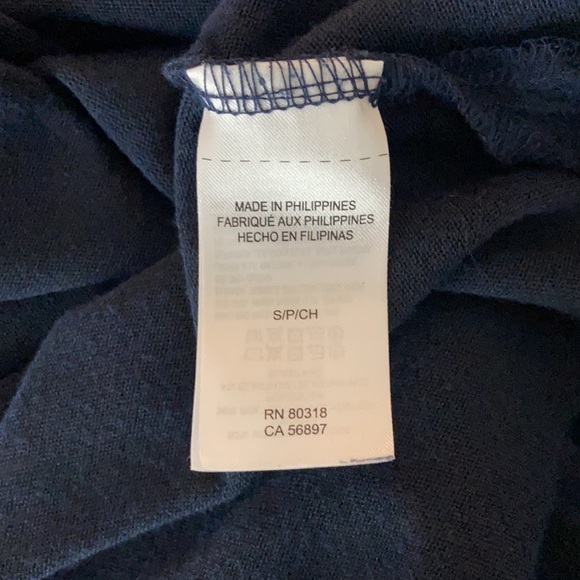 MADE IN PHILIPPINES
FABRIQUÉ AUX PHILIPPINES
HECHO EN FILIPINAS
S/P/CH
RN 80318
CA 56897